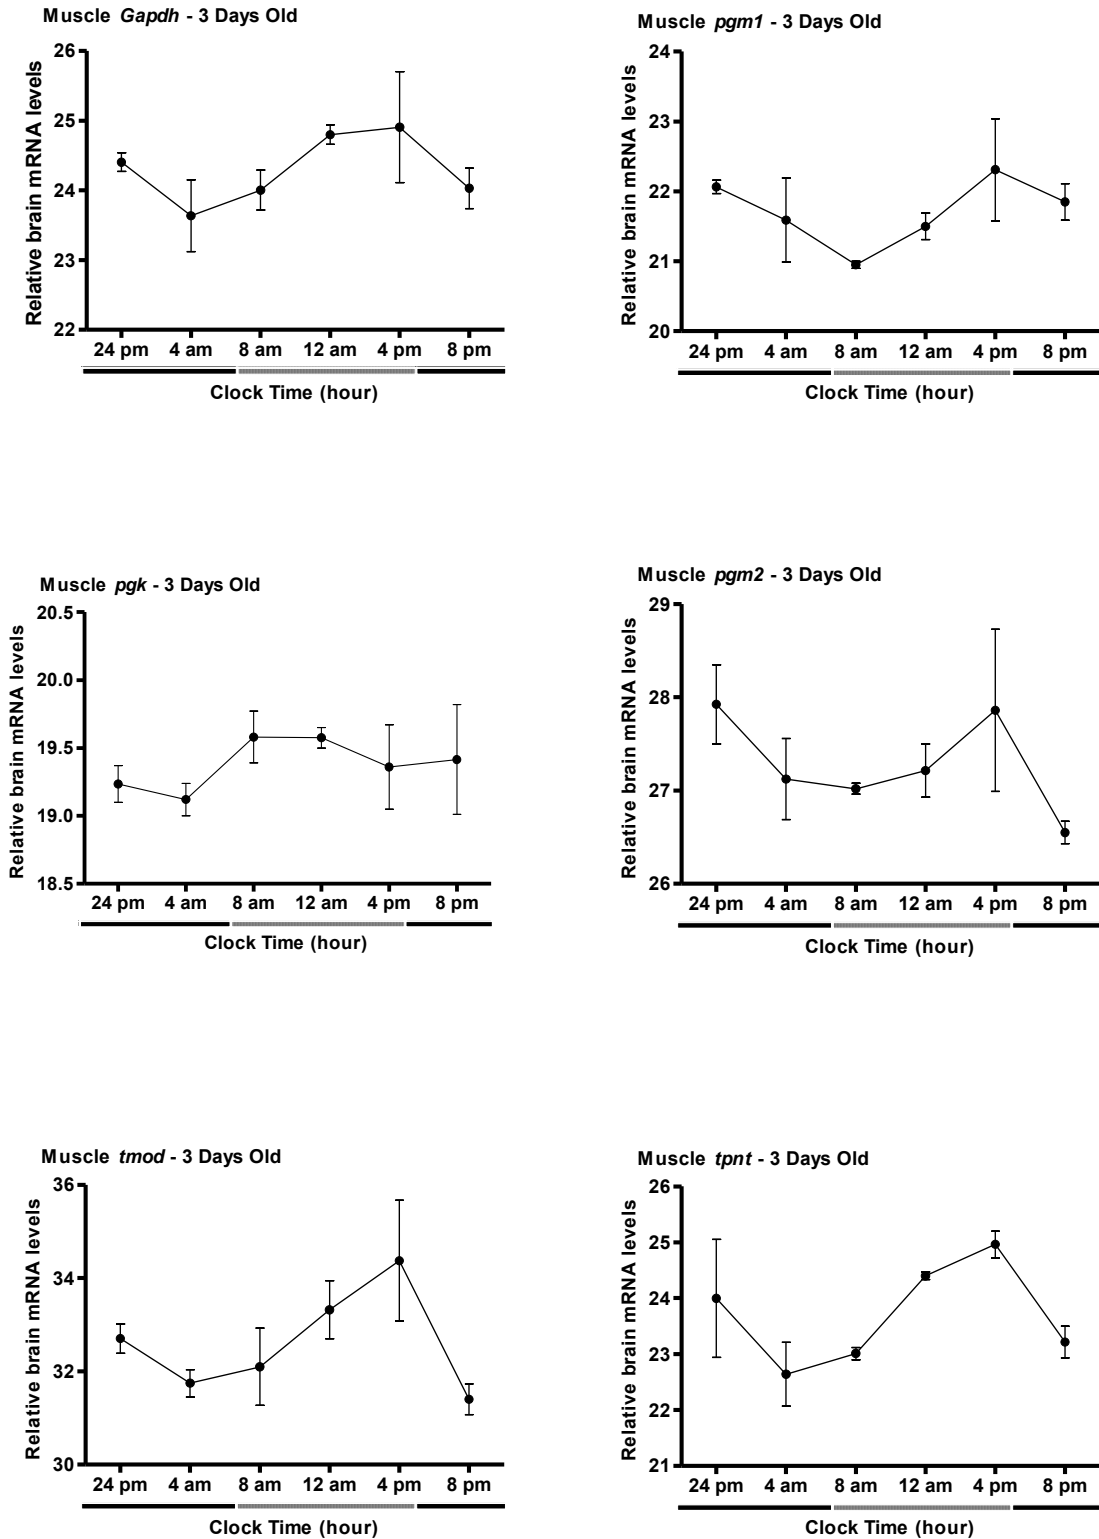 Muscle Gapdh - 3 Days Old
Relative brain mRNA levels
26
25
24
23
22
24 pm 4 am 8 am 12 am 4 pm 8 pm
Clock Time (hour)
Muscle pgm1 - 3 Days Old
Relative brain mRNA levels
24
23
22
21
20
24 pm 4 am 8 am 12 am 4 pm 8 pm
Clock Time (hour)
Muscle pgk - 3 Days Old
Relative brain mRNA levels
20.5
20.0
19.5
19.0
18.5
24 pm 4 am 8 am 12 am 4 pm 8 pm
Clock Time (hour)
Muscle pgm2 - 3 Days Old
Relative brain mRNA levels
29
28
27
26
24 pm 4 am 8 am 12 am 4 pm 8 pm
Clock Time (hour)
Muscle tmod - 3 Days Old
Relative brain mRNA levels
36
34
32
30
24 pm 4 am 8 am 12 am 4 pm 8 pm
Clock Time (hour)
Muscle tpnt - 3 Days Old
Relative brain mRNA levels
26
25
24
23
22
21
24 pm 4 am 8 am 12 am 4 pm 8 pm
Clock Time (hour)